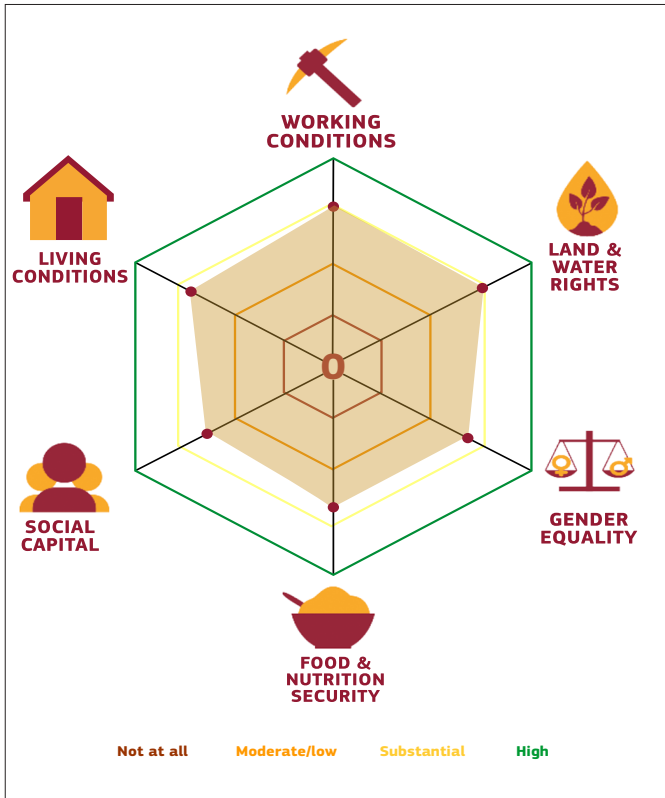 WORKING
CONDITIONS
LIVING
CONDITIONS
LAND &
WATER
RIGHTS
0
SOCIAL
CAPITAL
GENDER
EQUALITY
FOOD &
NUTRITION
SECURITY
Not at all
Moderate/low
Substantial
High